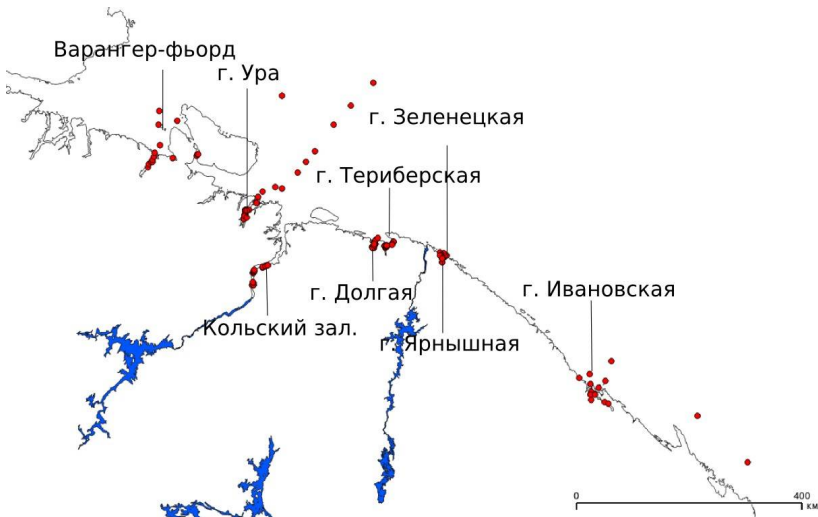 Варангер-фьорд
г. Ура
г. Зеленецкая
г. Териберская
г. Долгая
г. Ивановская
Кольский зал.
г. Ярнышная
0 400
км